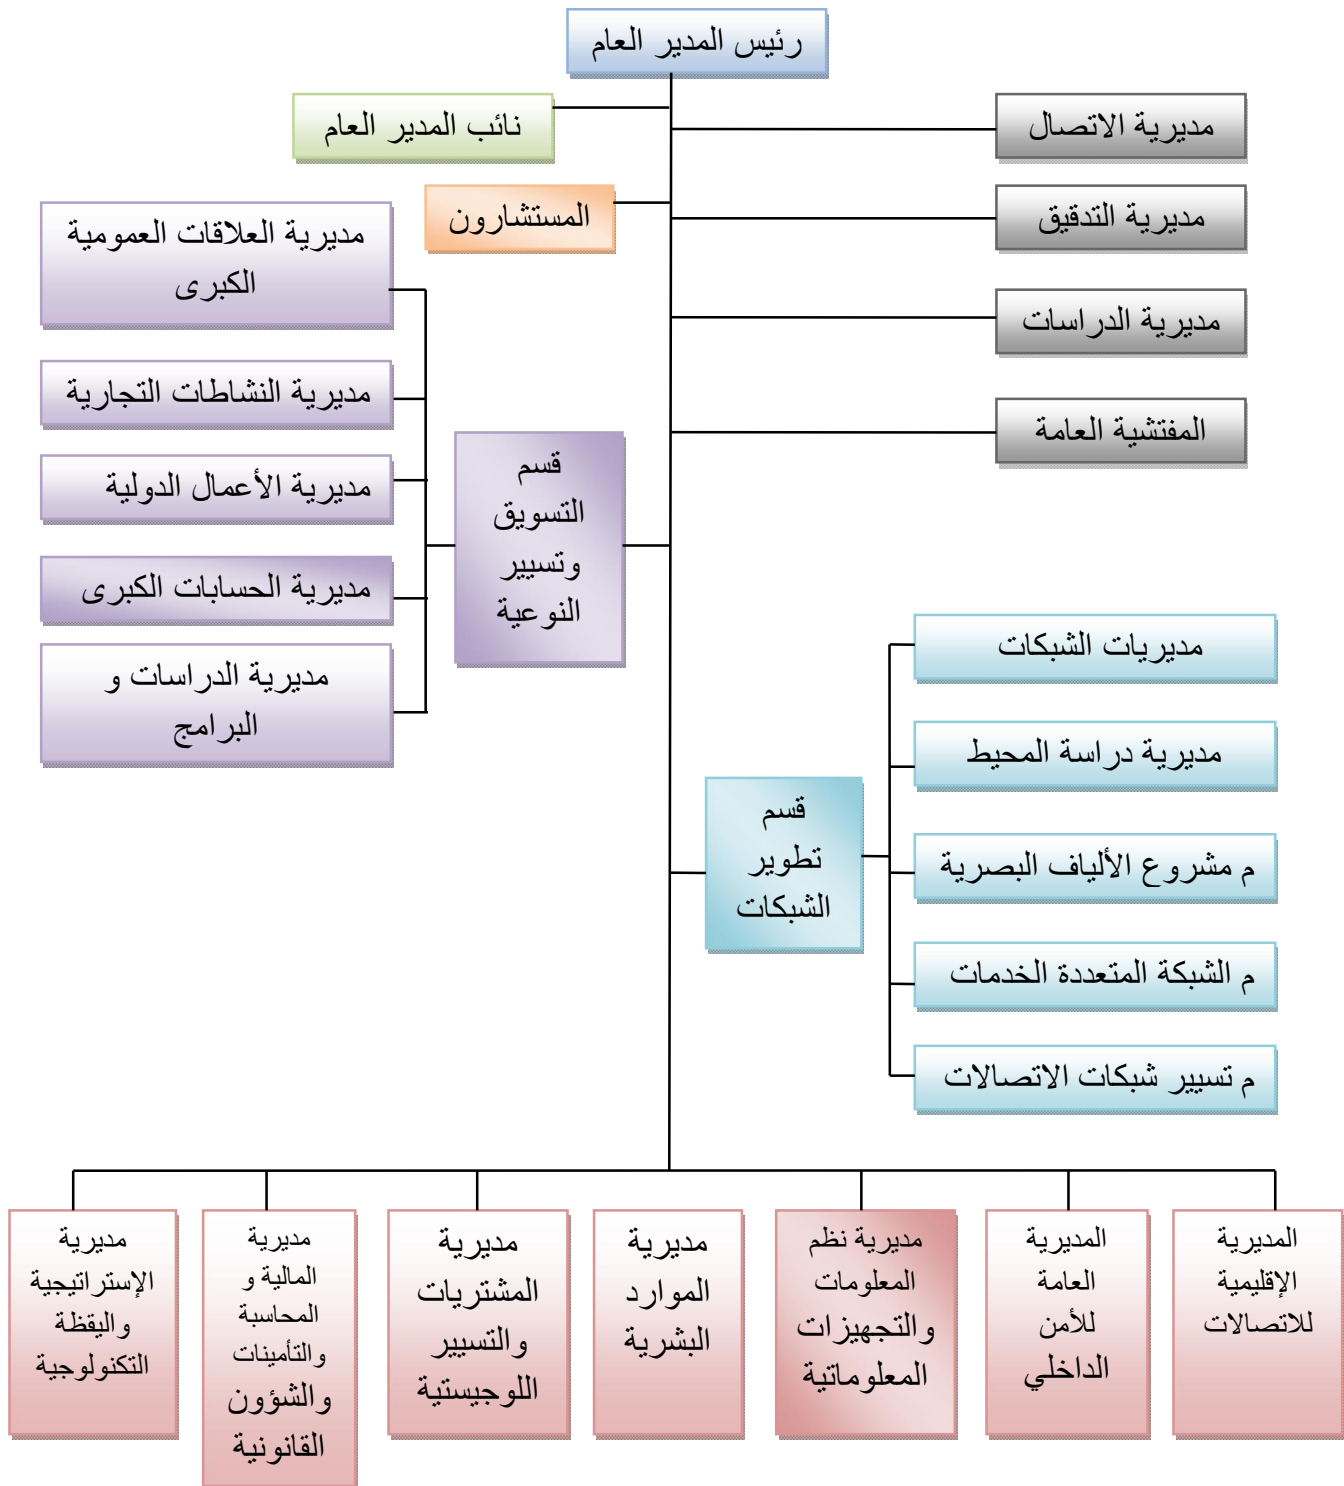 رئيس المدير العام
نائب المدير العام
مديرية الاتصال
المستشارون
مديرية التدقيق
مديرية العلاقات العمومية
الكبرى
مديرية الدراسات
مديرية النشاطات التجارية
المفتشية العامة
مديرية الأعمال الدولية
مديرية الحسابات الكبرى
مديرية الدراسات و
البرامج
قسم
التسويق
وتسيير
النوعية
مديريات الشبكات
مديرية دراسة المحيط
م مشروع الألياف البصرية
م الشبكة المتعددة الخدمات
م تسيير شبكات الاتصالات
قسم
تطوير
الشبكات
المديرية
الإقليمية
للاتصالات
المديرية
العامة
للأمن
الداخلي
مديرية نظم
المعلومات
والتجهيزات
المعلوماتية
مديرية
الموارد
البشرية
مديرية
المشتريات
والتسيير
اللوجيستية
مديرية
المالية و
المحاسبة
والتأمينات
والشؤون
القانونية
مديرية
الإستراتيجية
واليقظة
التكنولوجية